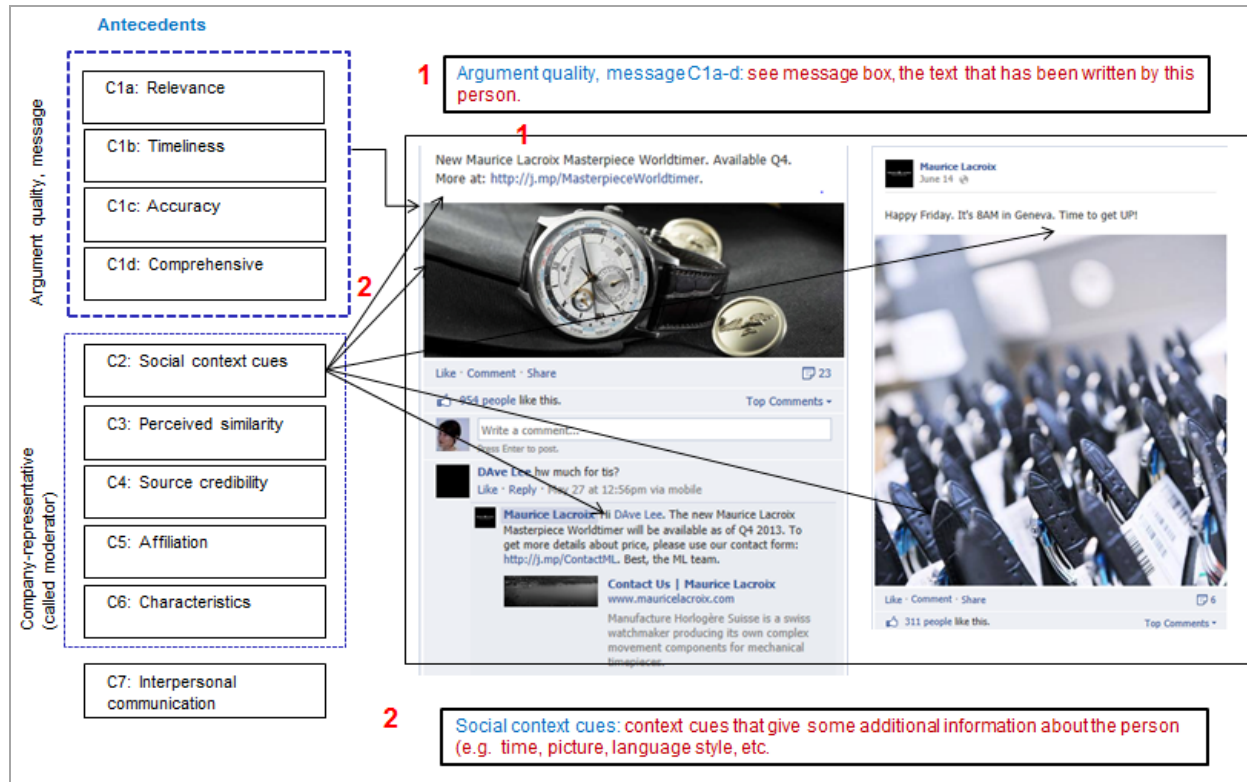 Antecedents
Argument quality, message
C1a: Relevance
C1b: Timeliness
C1c: Accuracy
C1d: Comprehensive
Company-representative
(called moderator)
C2: Social context cues
C3: Perceived similarity
C4: Source credibility
C5: Affiliation
C6: Characteristics
C7: Interpersonal
communication
1
Argument quality, message C1a-d: see message box, the text that has been written by this
person.
1
2
New Maurice Lacroix Masterpiece Worldtimer. Available Q4.
More at: http://j.mp/MasterpieceWorldtimer.
Like · Comment · Share
23
954 people like this.
Top Comments
Write a comment...
Press Enter to post.
DAve Lee hw much for tis?
Like · Reply · May 27 at 12:56pm via mobile
Maurice Lacroix Hi DAve Lee. The new Maurice Lacroix
Masterpiece Worldtimer will be available as of Q4 2013. To
get more details about price, please use our contact form:
http://j.mp/ContactML. Best, the ML team.
Contact Us | Maurice Lacroix
www.mauricelacroix.com
Manufacture Horlogère Suisse is a swiss
watchmaker producing its own complex
movement components for mechanical
timepieces.
Maurice Lacroix
June 14
Happy Friday. It's 8AM in Geneva. Time to get UP!
Like · Comment · Share
6
311 people like this.
Top Comments
2
Social context cues: context cues that give some additional information about the person
(e.g. time, picture, language style, etc.